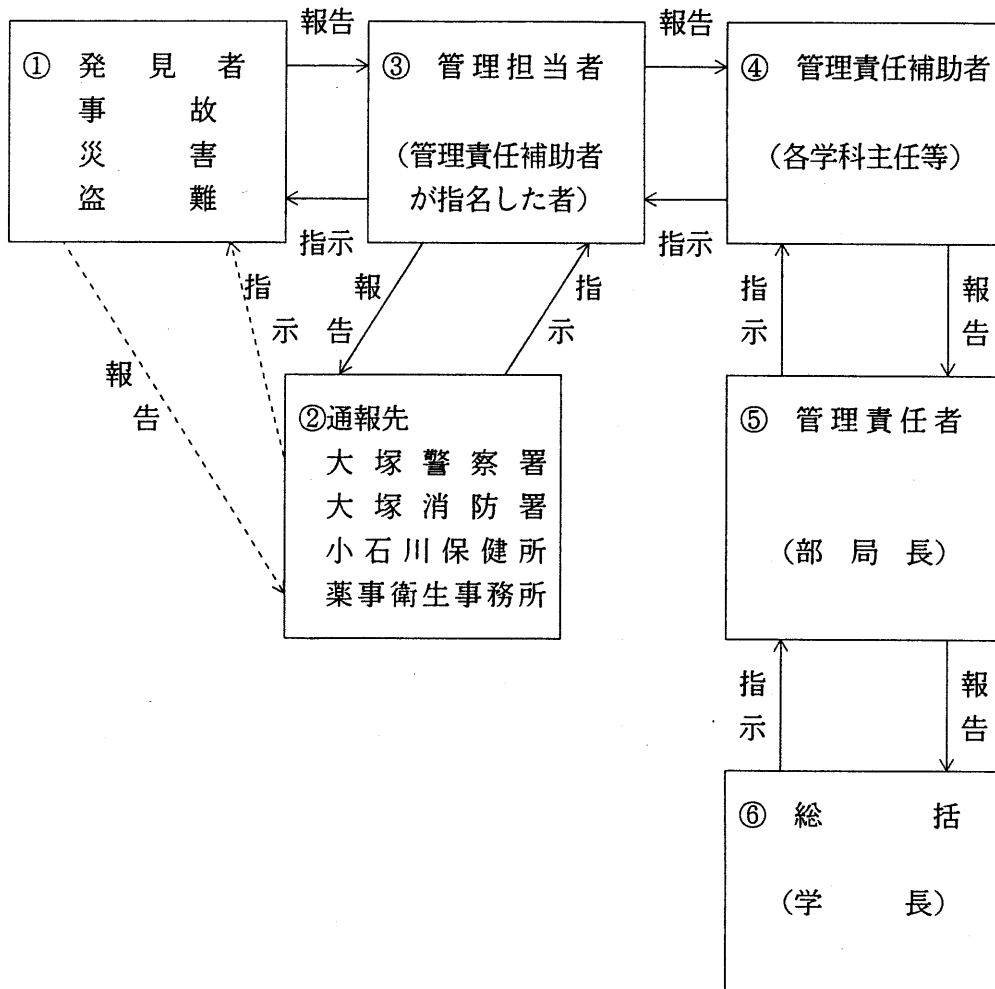 報告
報告
① 発見者
事故
災害
盗難
③ 管理担当者
(管理責任補助者
が指名した者)
④ 管理責任補助者
(各学科主任等)
指示
指示
報告
指示
報告
指示
指示
報告
②通報先
大塚警察署
大塚消防署
小石川保健所
薬事衛生事務所
⑤ 管理責任者
(部局長)
指示
報告
⑥ 総括
(学長)